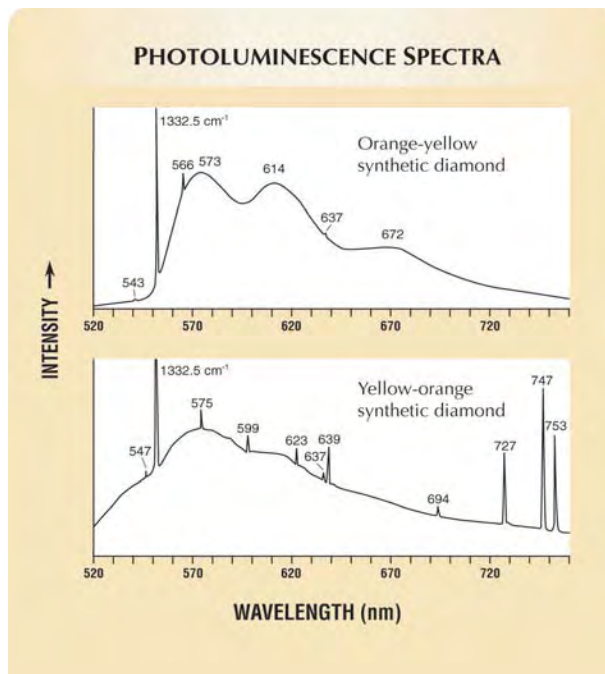 PHOTOLUMINESCENCE SPECTRA
1332.5 cm⁻¹
Orange-yellow
synthetic diamond
543
566
573
614
637
672
520 570 620 670 720
INTENSITY →
1332.5 cm⁻¹
Yellow-orange
synthetic diamond
547
575
599
623
637
639
694
727
747
753
520 570 620 670 720
WAVELENGTH (nm)